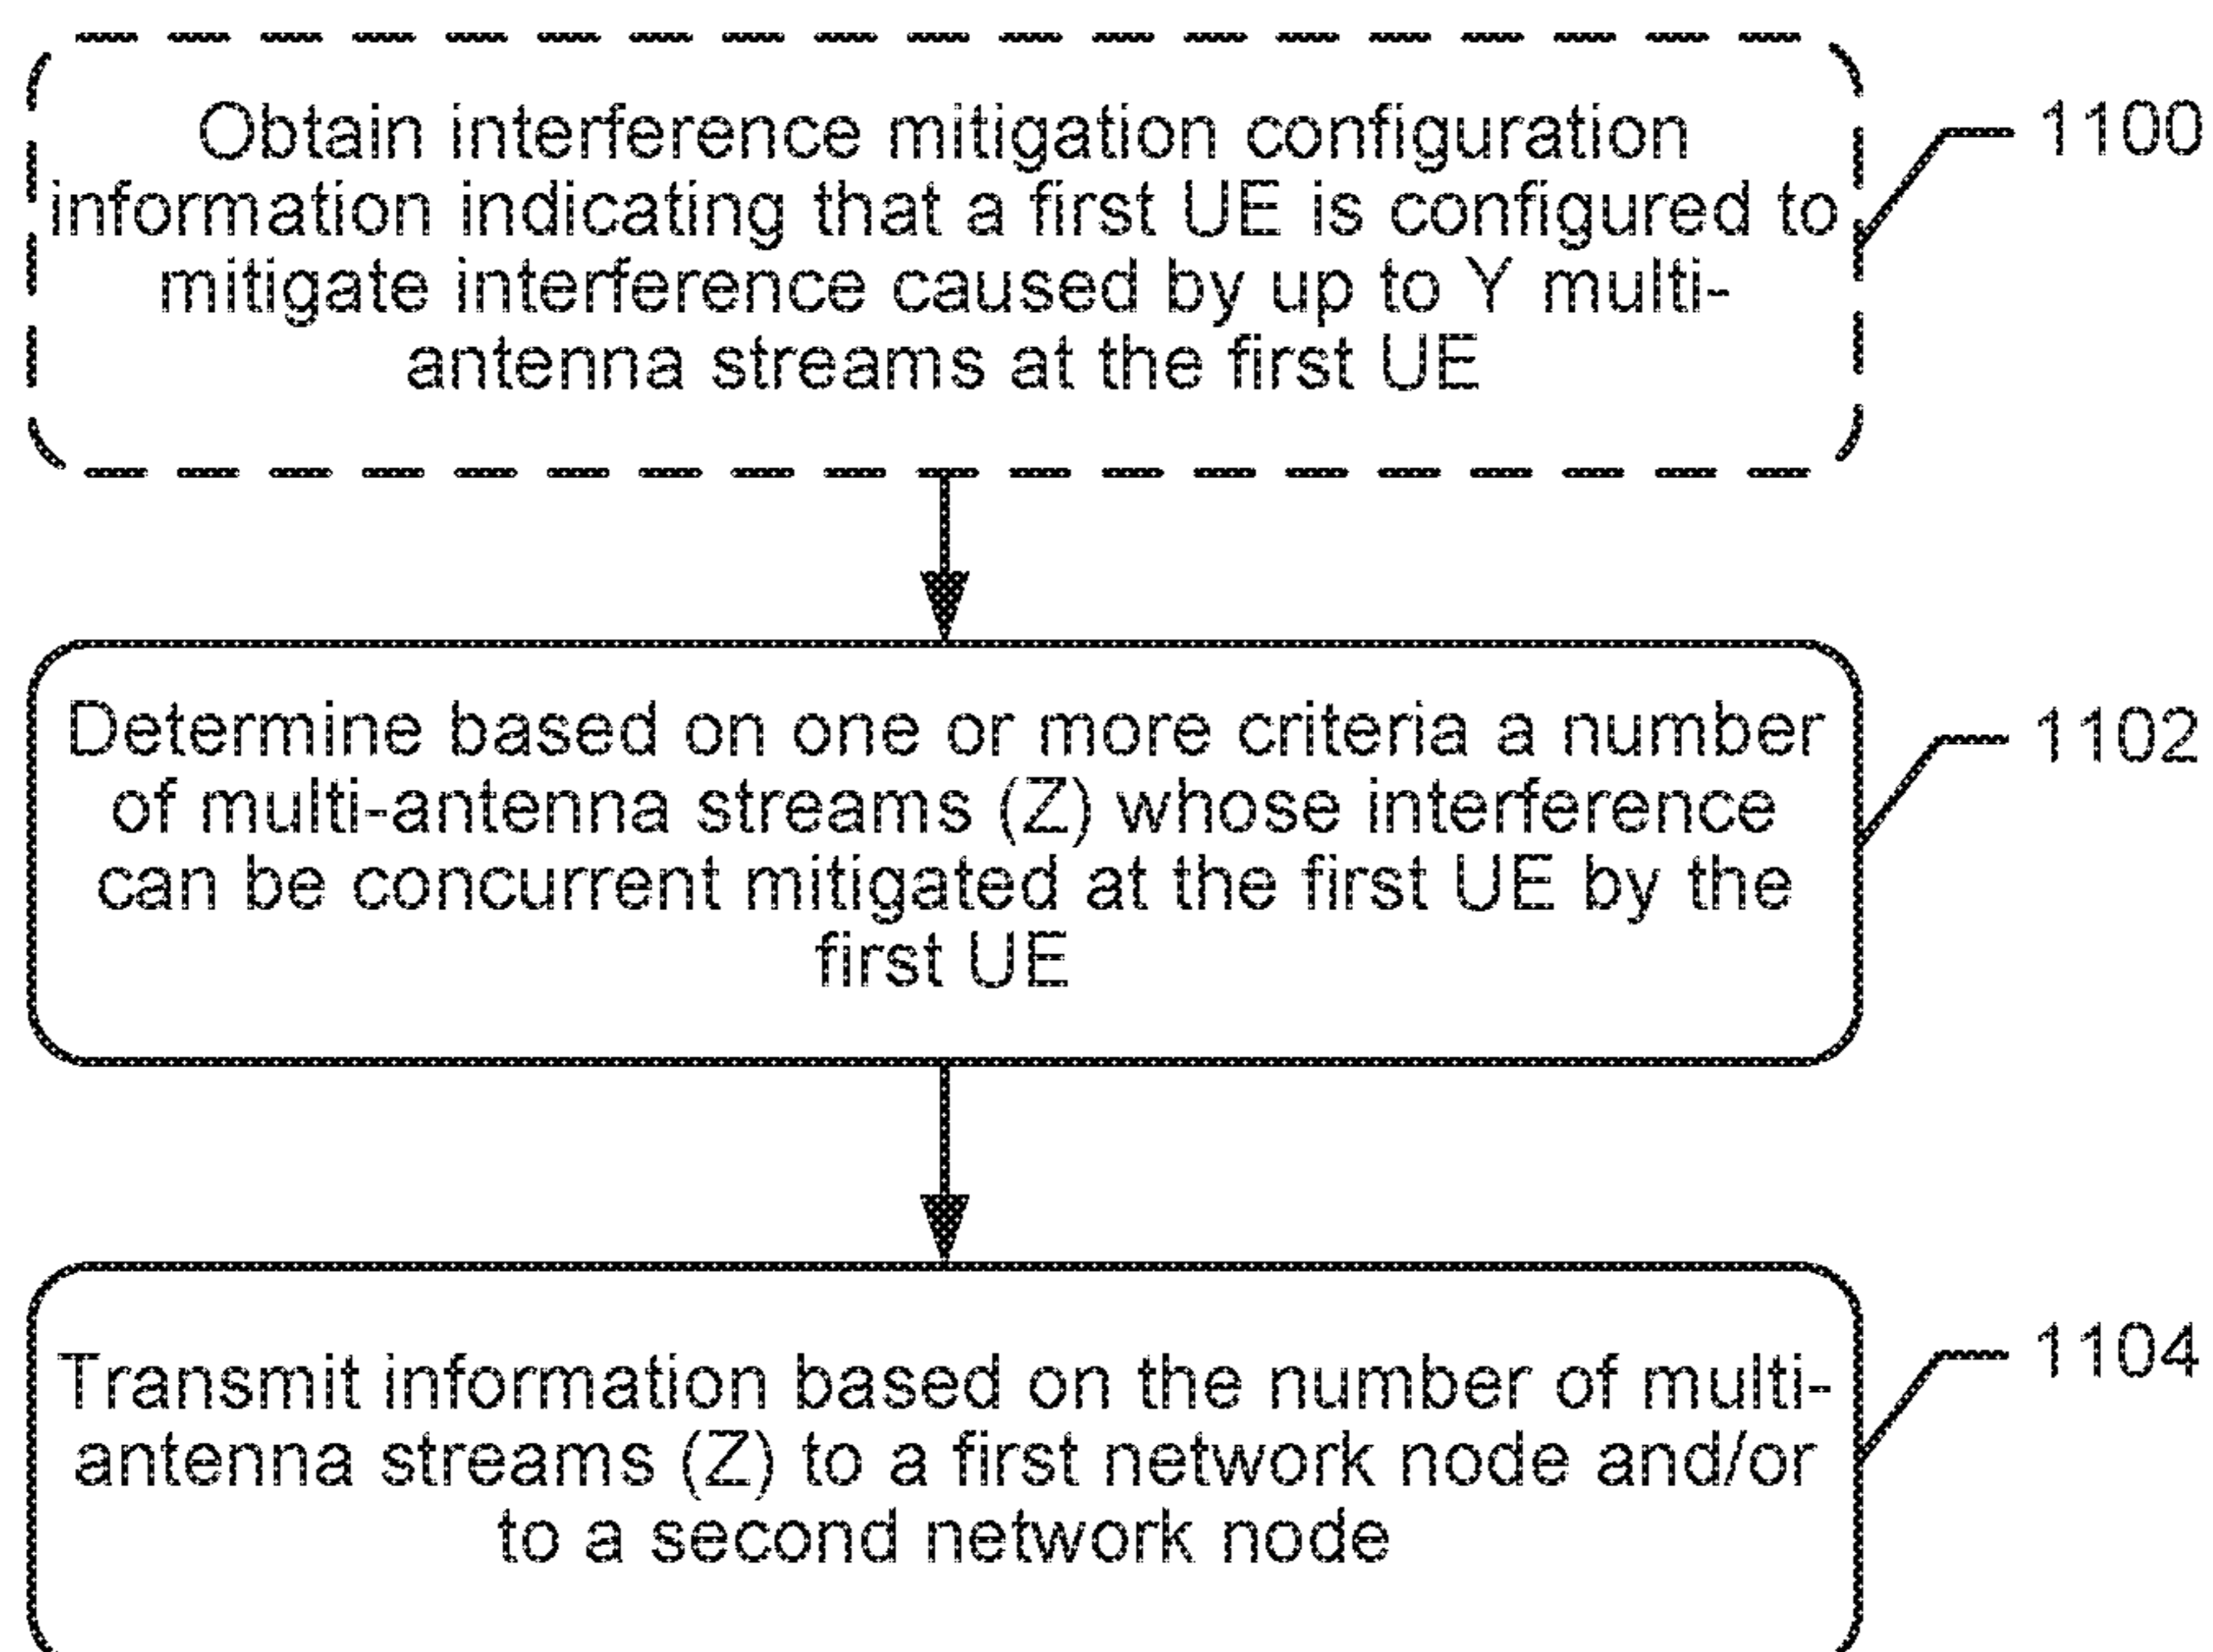 Obtain interference mitigation configuration
information indicating that a first UE is configured to
mitigate interference caused by up to Y multi-
antenna streams at the first UE
1100
Determine based on one or more criteria a number
of multi-antenna streams (Z) whose interference
can be concurrent mitigated at the first UE by the
first UE
1102
Transmit information based on the number of multi-
antenna streams (Z) to a first network node and/or
to a second network node
1104